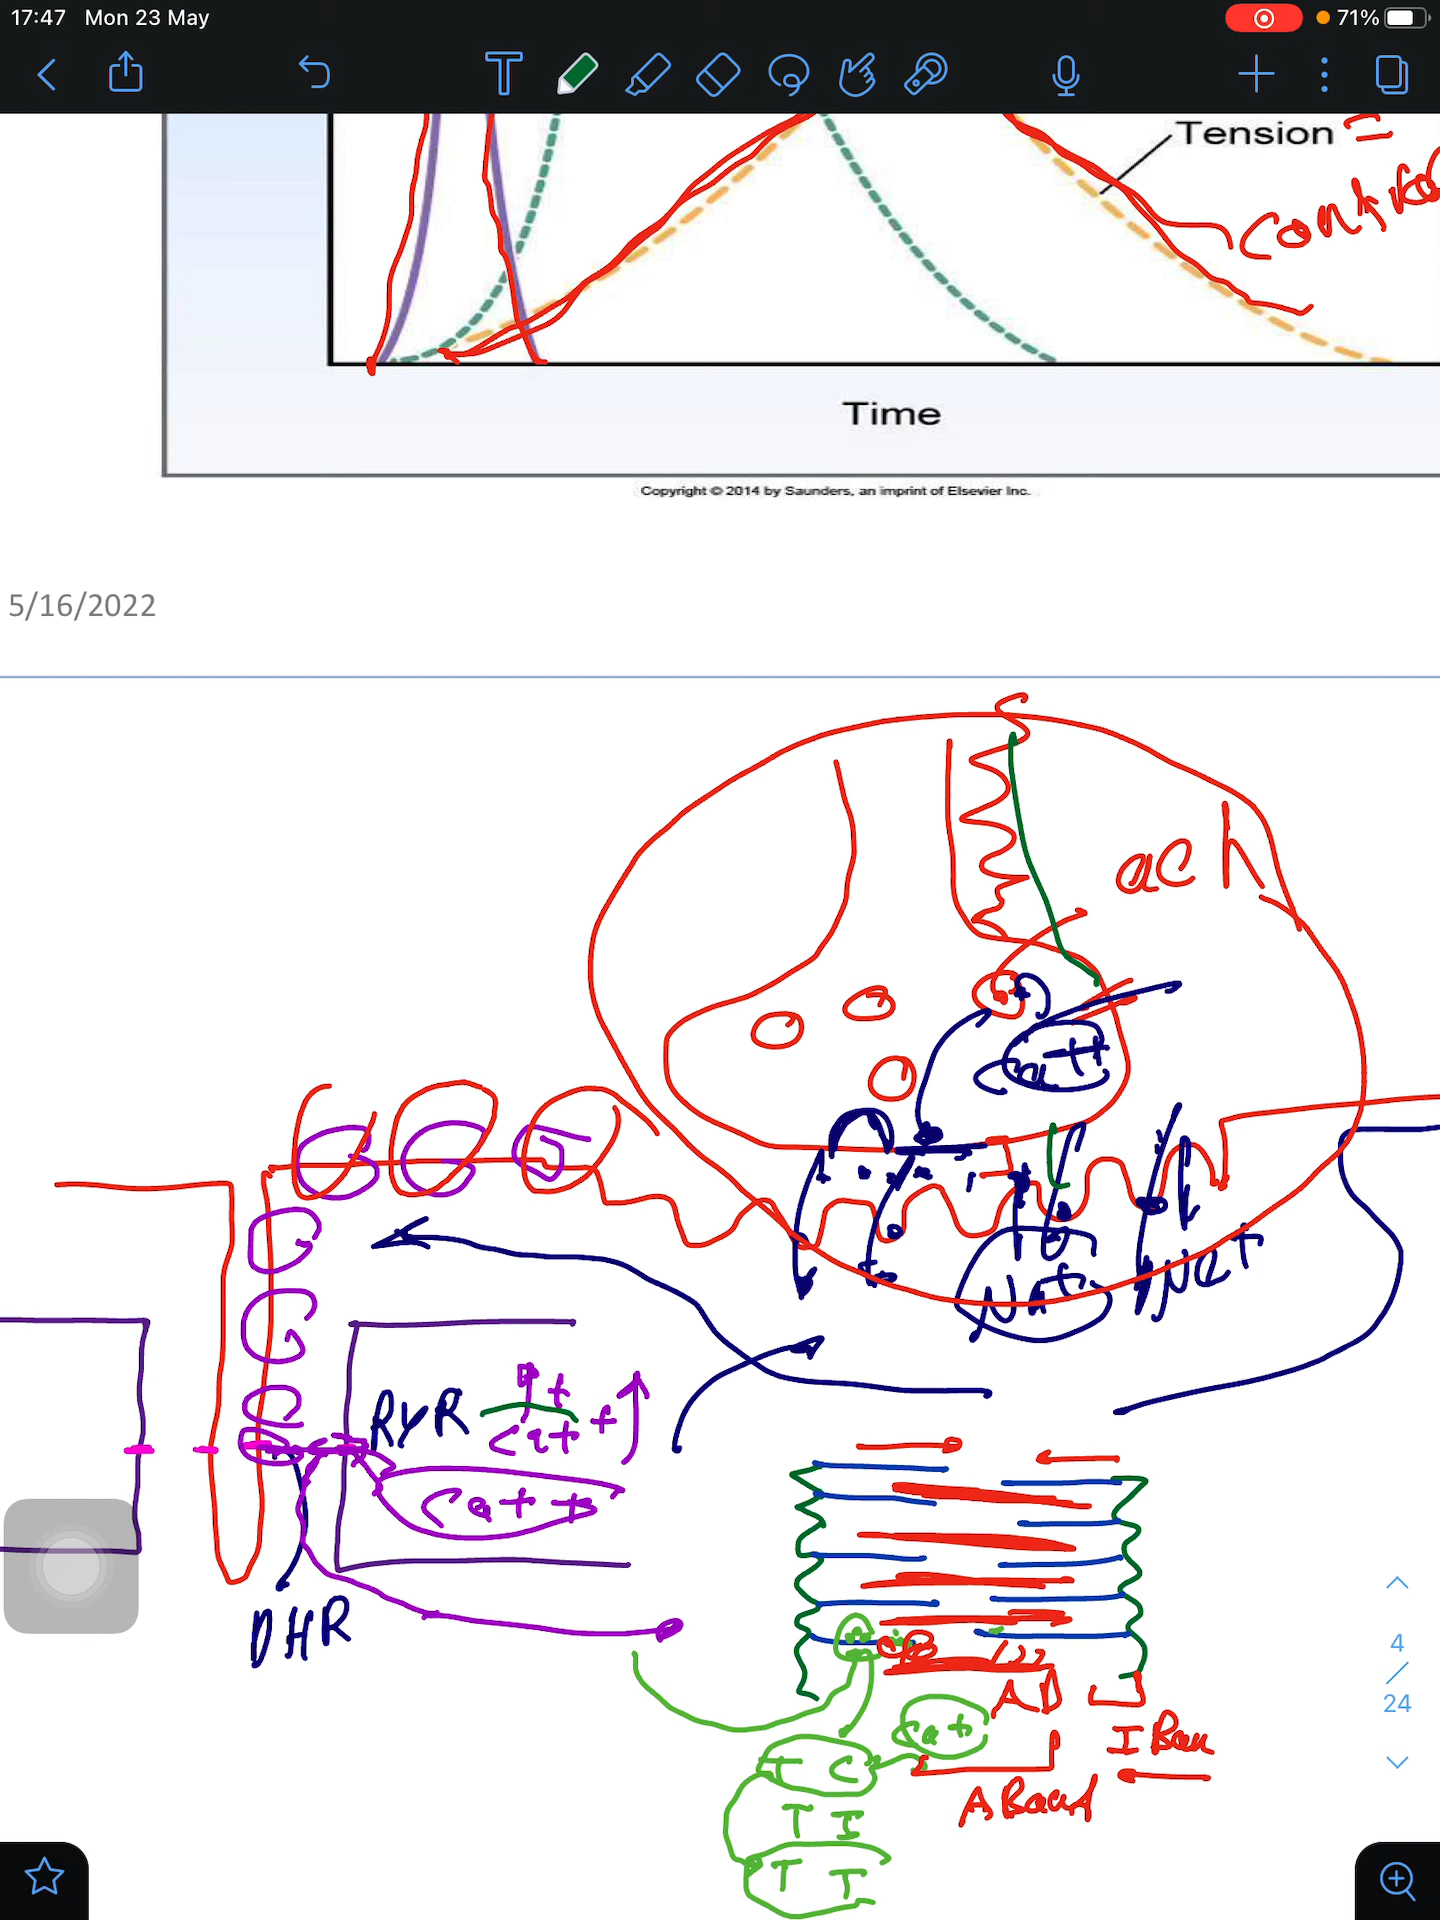 17:47 Mon 23 May
71%
T
Tension =
Time
Copyright © 2014 by Saunders, an imprint of Elsevier Inc.
5/16/2022
ach
Ca++
Na+
Na+
RYR
Ca++
Ca++
DHR
4
/
24
I Ban
A Band
Ca+
T C
T I
T T